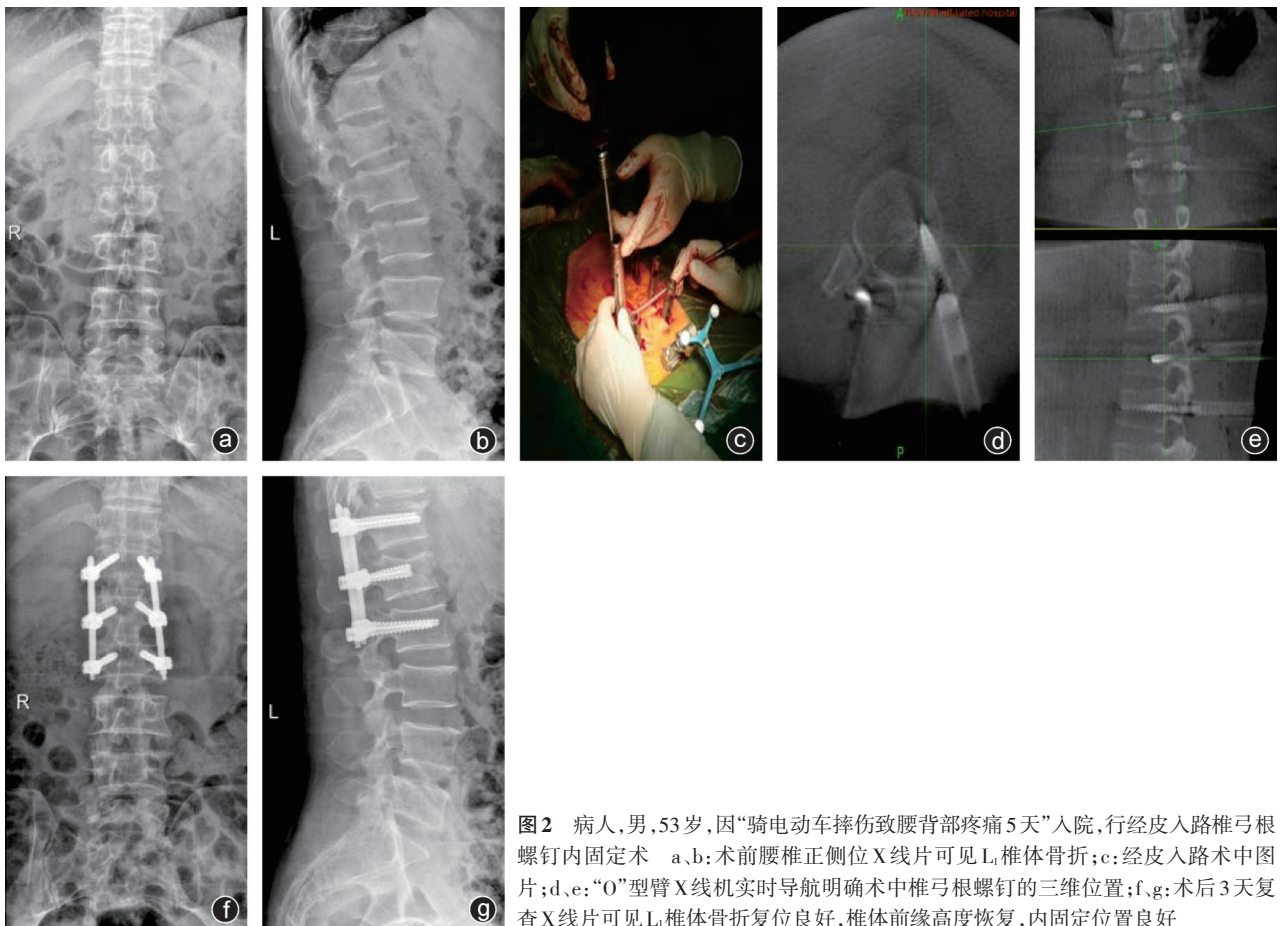 R
a
L
b
c
A
affiliated hospital
P
d
e
R
f
L
g
图2 病人,男,53岁,因“骑电动车摔伤致腰背部疼痛5天”入院,行经皮入路椎弓根
螺钉内固定术 a、b:术前腰椎正侧位X线片可见L₁椎体骨折;c:经皮入路术中图
片;d、e:“O”型臂X线机实时导航明确术中椎弓根螺钉的三维位置;f、g:术后3天复
查X线片可见L₁椎体骨折复位良好,椎体前缘高度恢复,内固定位置良好